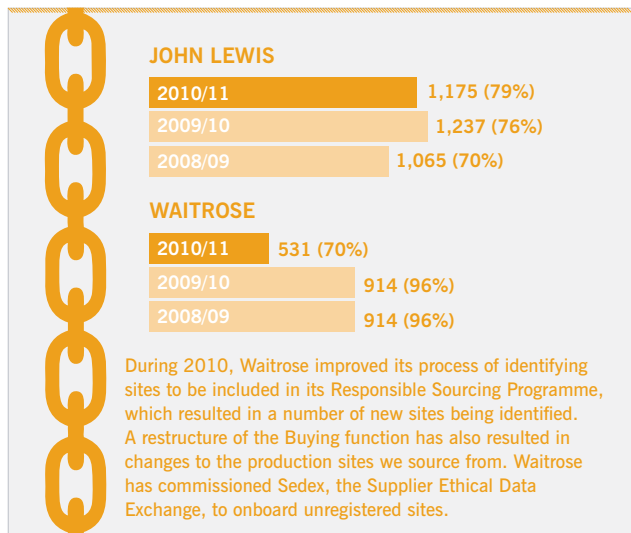 JOHN LEWIS
2010/11 1,175 (79%)
2009/10 1,237 (76%)
2008/09 1,065 (70%)
WAITROSE
2010/11 531 (70%)
2009/10 914 (96%)
2008/09 914 (96%)
During 2010, Waitrose improved its process of identifying
sites to be included in its Responsible Sourcing Programme,
which resulted in a number of new sites being identified.
A restructure of the Buying function has also resulted in
changes to the production sites we source from. Waitrose
has commissioned Sedex, the Supplier Ethical Data
Exchange, to onboard unregistered sites.